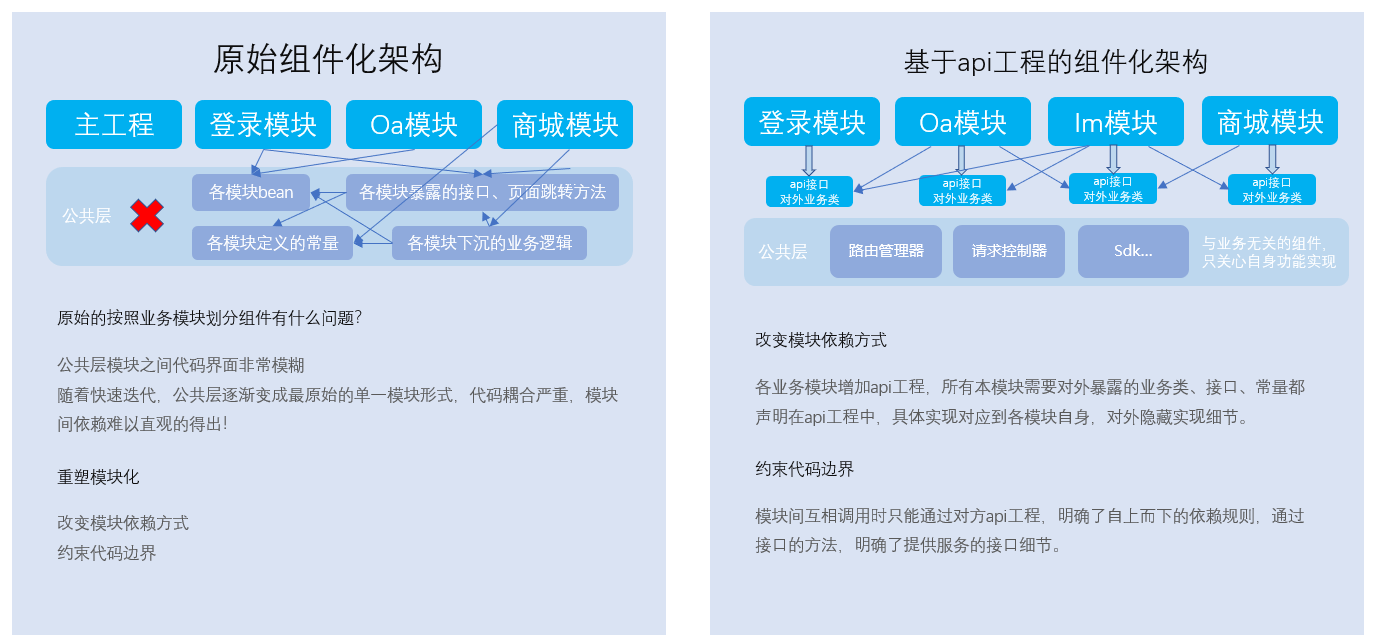 原始组件化架构
主工程
登录模块
Oa模块
商城模块
公共层
各模块bean
各模块暴露的接口、页面跳转方法
各模块定义的常量
各模块下沉的业务逻辑
原始的按照业务模块划分组件有什么问题?
公共层模块之间代码界面非常模糊
随着快速迭代，公共层逐渐变成最原始的单一模块形式，代码耦合严重，模块
间依赖难以直观的得出!
重塑模块化
改变模块依赖方式
约束代码边界
基于api工程的组件化架构
登录模块
Oa模块
Im模块
商城模块
api接口
对外业务类
api接口
对外业务类
api接口
对外业务类
api接口
对外业务类
公共层
路由管理器
请求控制器
Sdk...
与业务无关的组件，
只关心自身功能实现
改变模块依赖方式
各业务模块增加api工程，所有本模块需要对外暴露的业务类、接口、常量都
声明在api工程中，具体实现对应到各模块自身，对外隐藏实现细节。
约束代码边界
模块间互相调用时只能通过对方api工程，明确了自上而下的依赖规则，通过
接口的方法，明确了提供服务的接口细节。